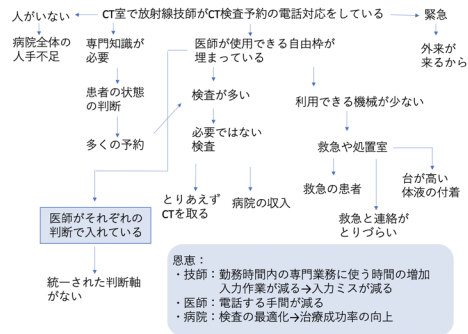 人がいない
CT室で放射線技師がCT検査予約の電話対応をしている
緊急
病院全体の
人手不足
専門知識が
必要
医師が使用できる自由枠が
埋まっている
外来が
来るから
患者の状態
の判断
検査が多い
利用できる機械が少ない
多くの予約
必要ではない
検査
救急や処置室
台が高い
体液の付着
とりあえず
CTを取る
病院の収入
救急の患者
救急と連絡が
とりづらい
医師がそれぞれの
判断で入れている
統一された判断軸
がない
恩恵:
・技師:勤務時間内の専門業務に使う時間の増加
入力作業が減る→入力ミスが減る
・医師:電話する手間が減る
・病院:検査の最適化→治療成功率の向上